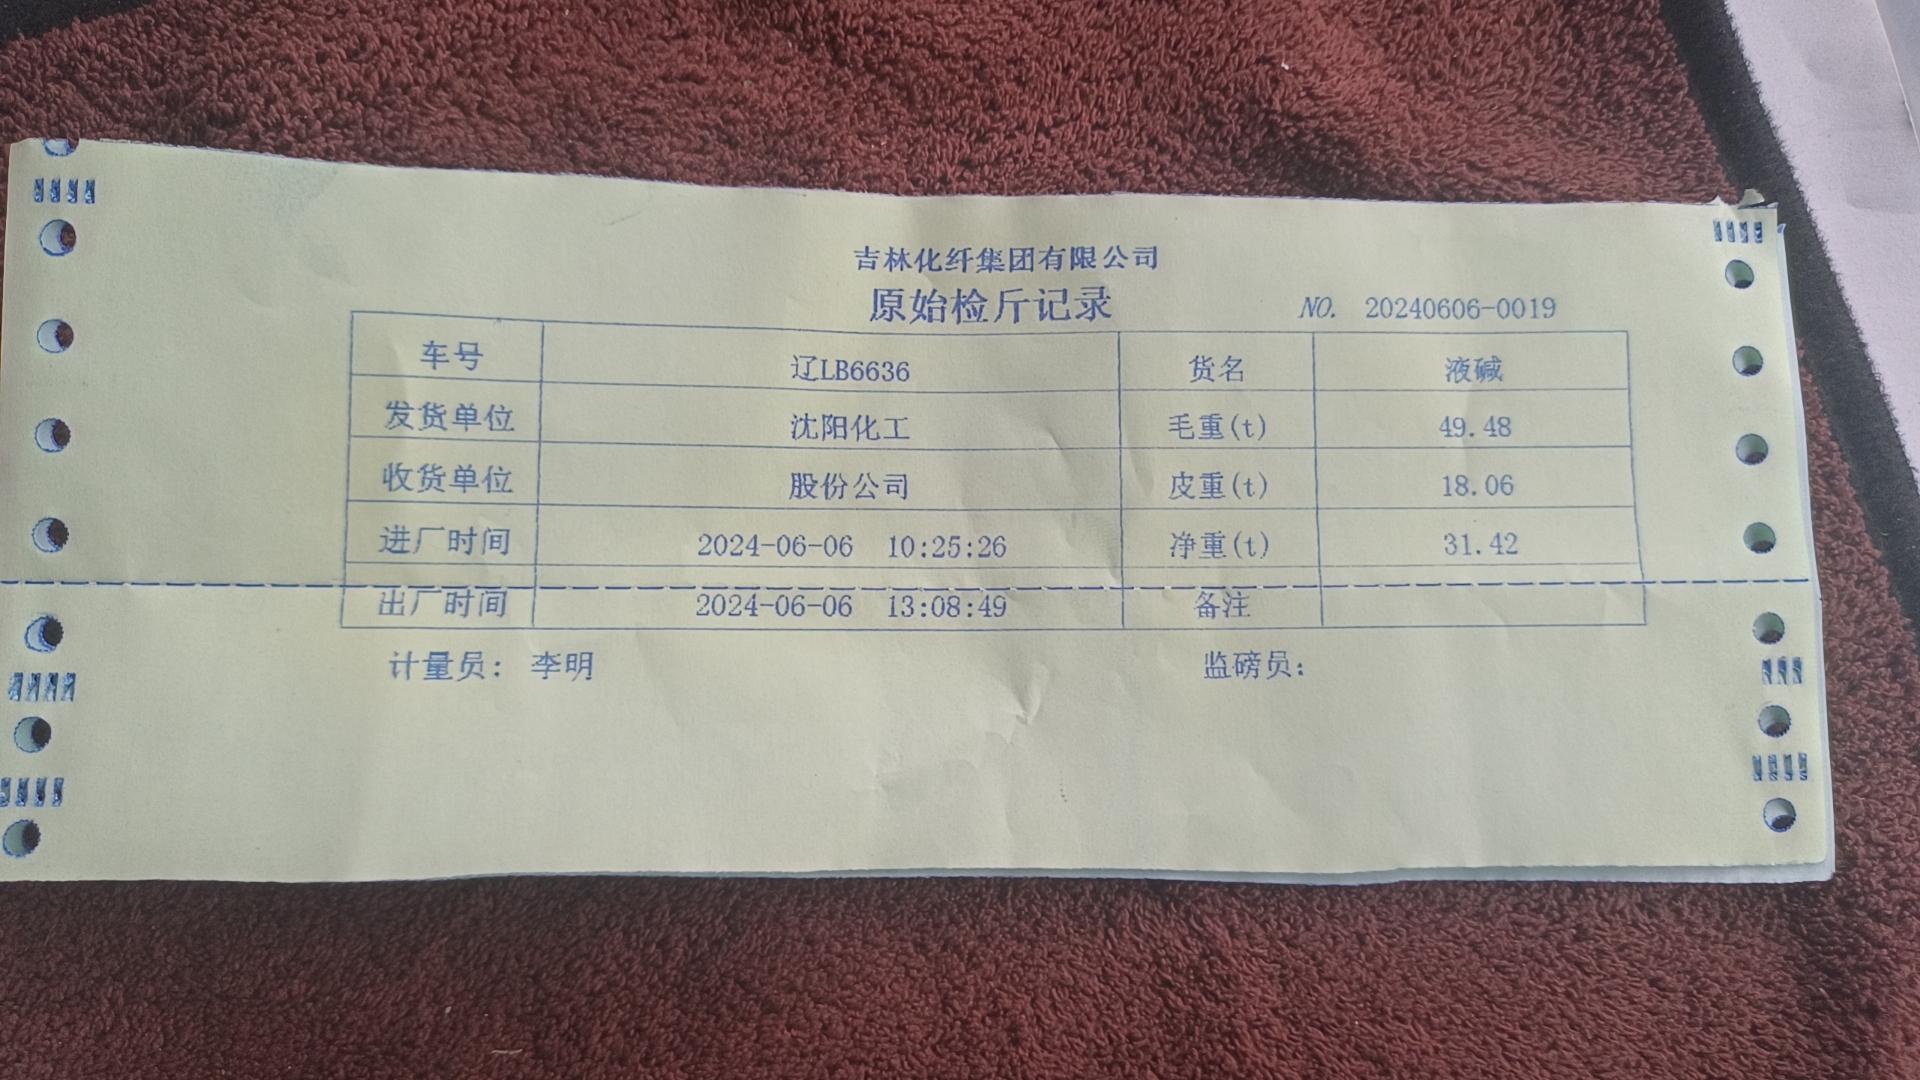 吉林化纤集团有限公司
原始检斤记录
NO. 20240606-0019
车号 辽LB6636 货名 液碱
发货单位 沈阳化工 毛重(t) 49.48
收货单位 股份公司 皮重(t) 18.06
进厂时间 2024-06-06 10:25:26 净重(t) 31.42
出厂时间 2024-06-06 13:08:49 备注
计量员: 李明 监磅员: